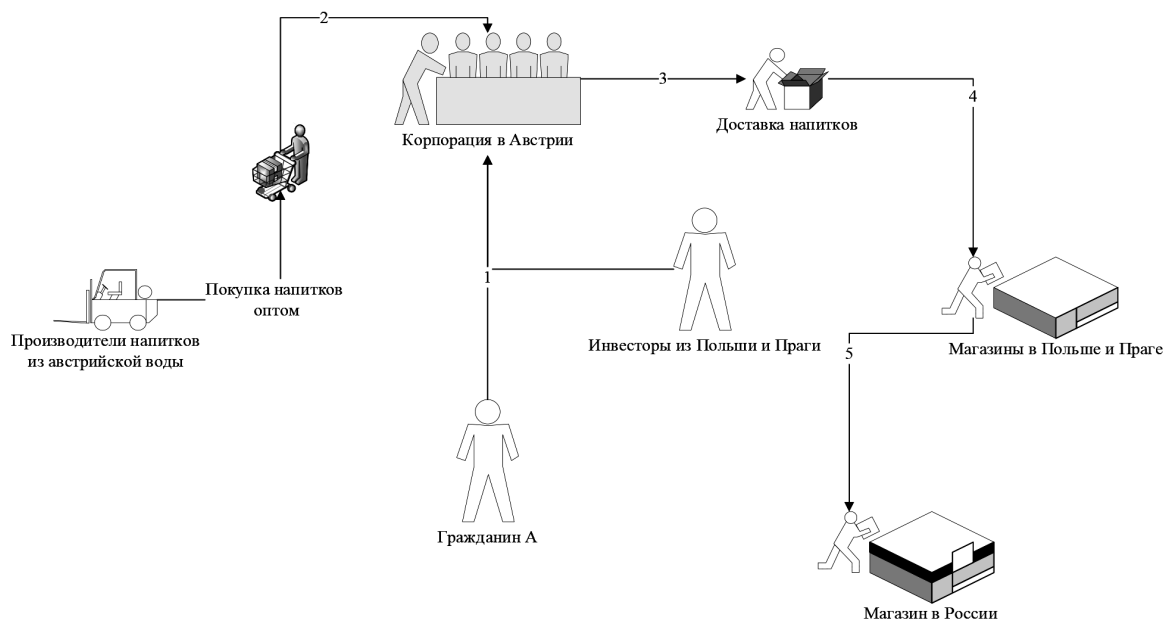 2
Корпорация в Австрии
3
Доставка напитков
4
Производители напитков
из австрийской воды
Покупка напитков
оптом
1
Инвесторы из Польши и Праги
Магазины в Польше и Праге
5
Гражданин А
Магазин в России